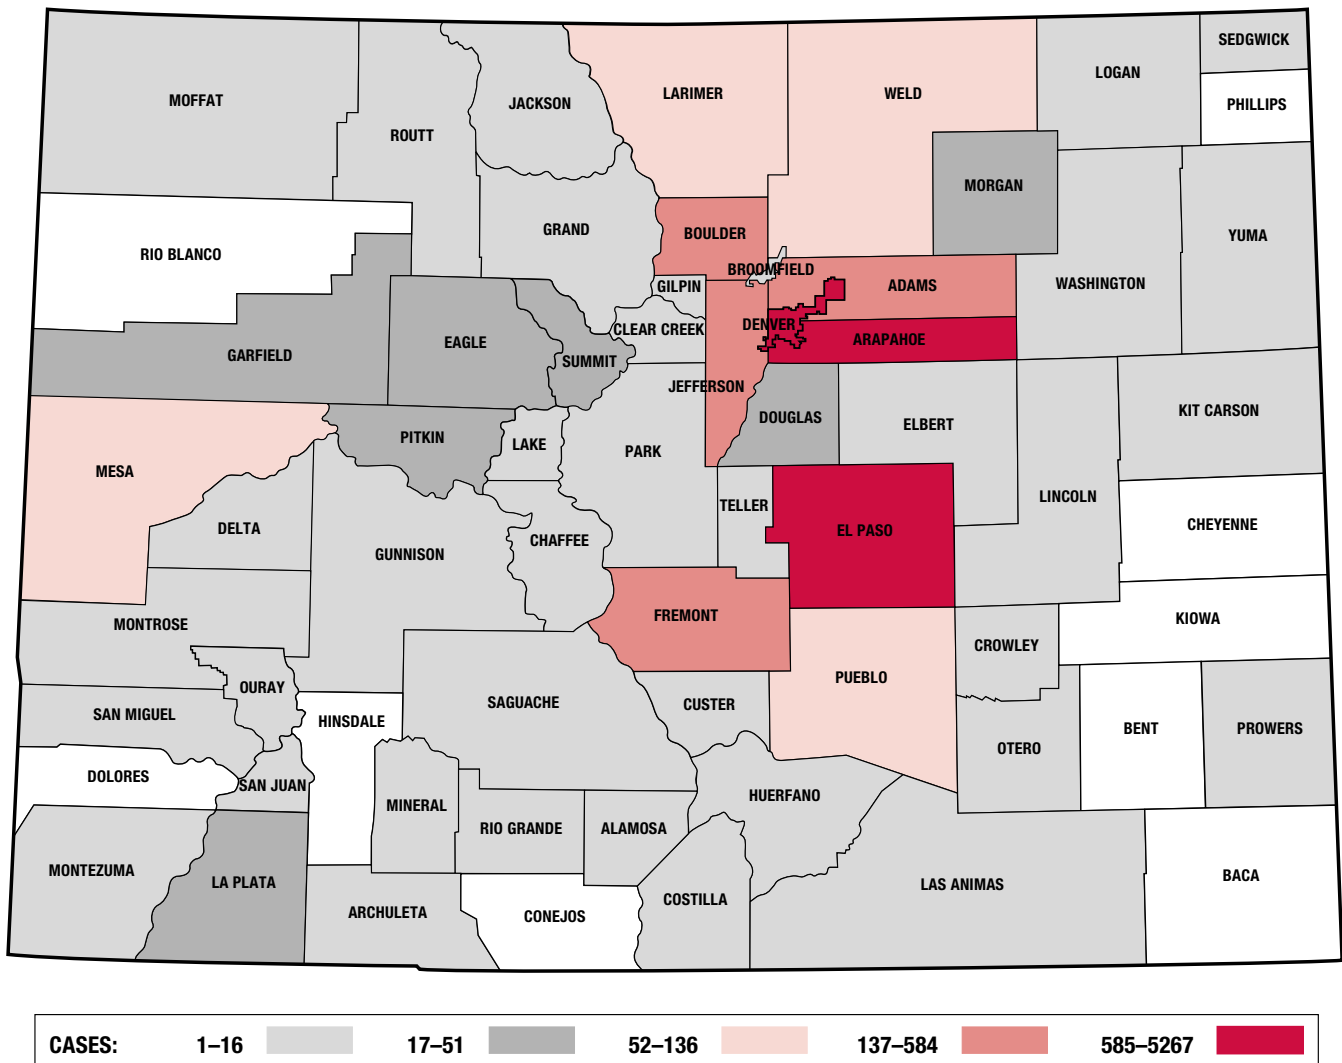 SEDGWICK
LOGAN
MOFFAT
JACKSON
LARIMER
WELD
PHILLIPS
ROUTT
MORGAN
GRAND
BOULDER
YUMA
RIO BLANCO
BROOMFIELD
GILPIN
ADAMS
WASHINGTON
CLEAR CREEK
DENVER
ARAPAHOE
EAGLE
GARFIELD
SUMMIT
JEFFERSON
DOUGLAS
ELBERT
KIT CARSON
PITKIN
LAKE
PARK
MESA
LINCOLN
TELLER
CHEYENNE
DELTA
EL PASO
CHAFFEE
GUNNISON
FREMONT
KIOWA
MONTROSE
CROWLEY
PUEBLO
OURAY
SAGUACHE
CUSTER
SAN MIGUEL
HINSDALE
BENT
PROWERS
OTERO
DOLORES
SAN JUAN
HUERFANO
MINERAL
RIO GRANDE
ALAMOSA
MONTEZUMA
LA PLATA
LAS ANIMAS
BACA
COSTILLA
ARCHULETA
CONEJOS
CASES: 1–16 17–51 52–136 137–584 585–5267